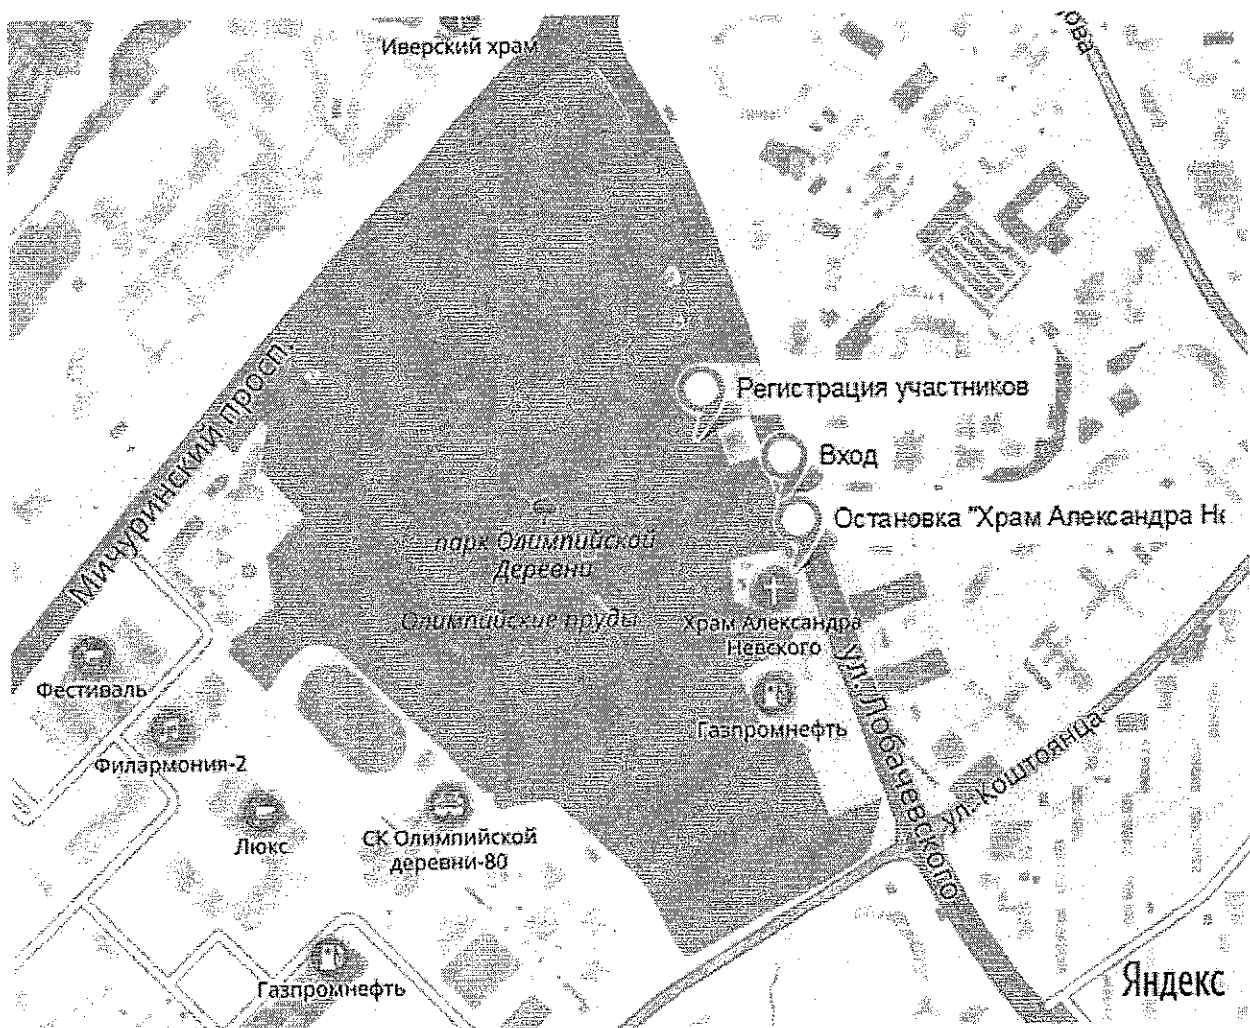 Иверский храм
ова
Мичуринский просп.
Регистрация участников
Вход
Остановка "Храм Александра Не
парк Олимпийской
Деревни
Олимпийские пруды
Храм Александра
Невского
Фестиваль
ул. Лобачевского
Газпромнефть
ул. Коштоянца
Филармония-2
Люкс
СК Олимпийской
деревни-80
Газпромнефть
Яндекс